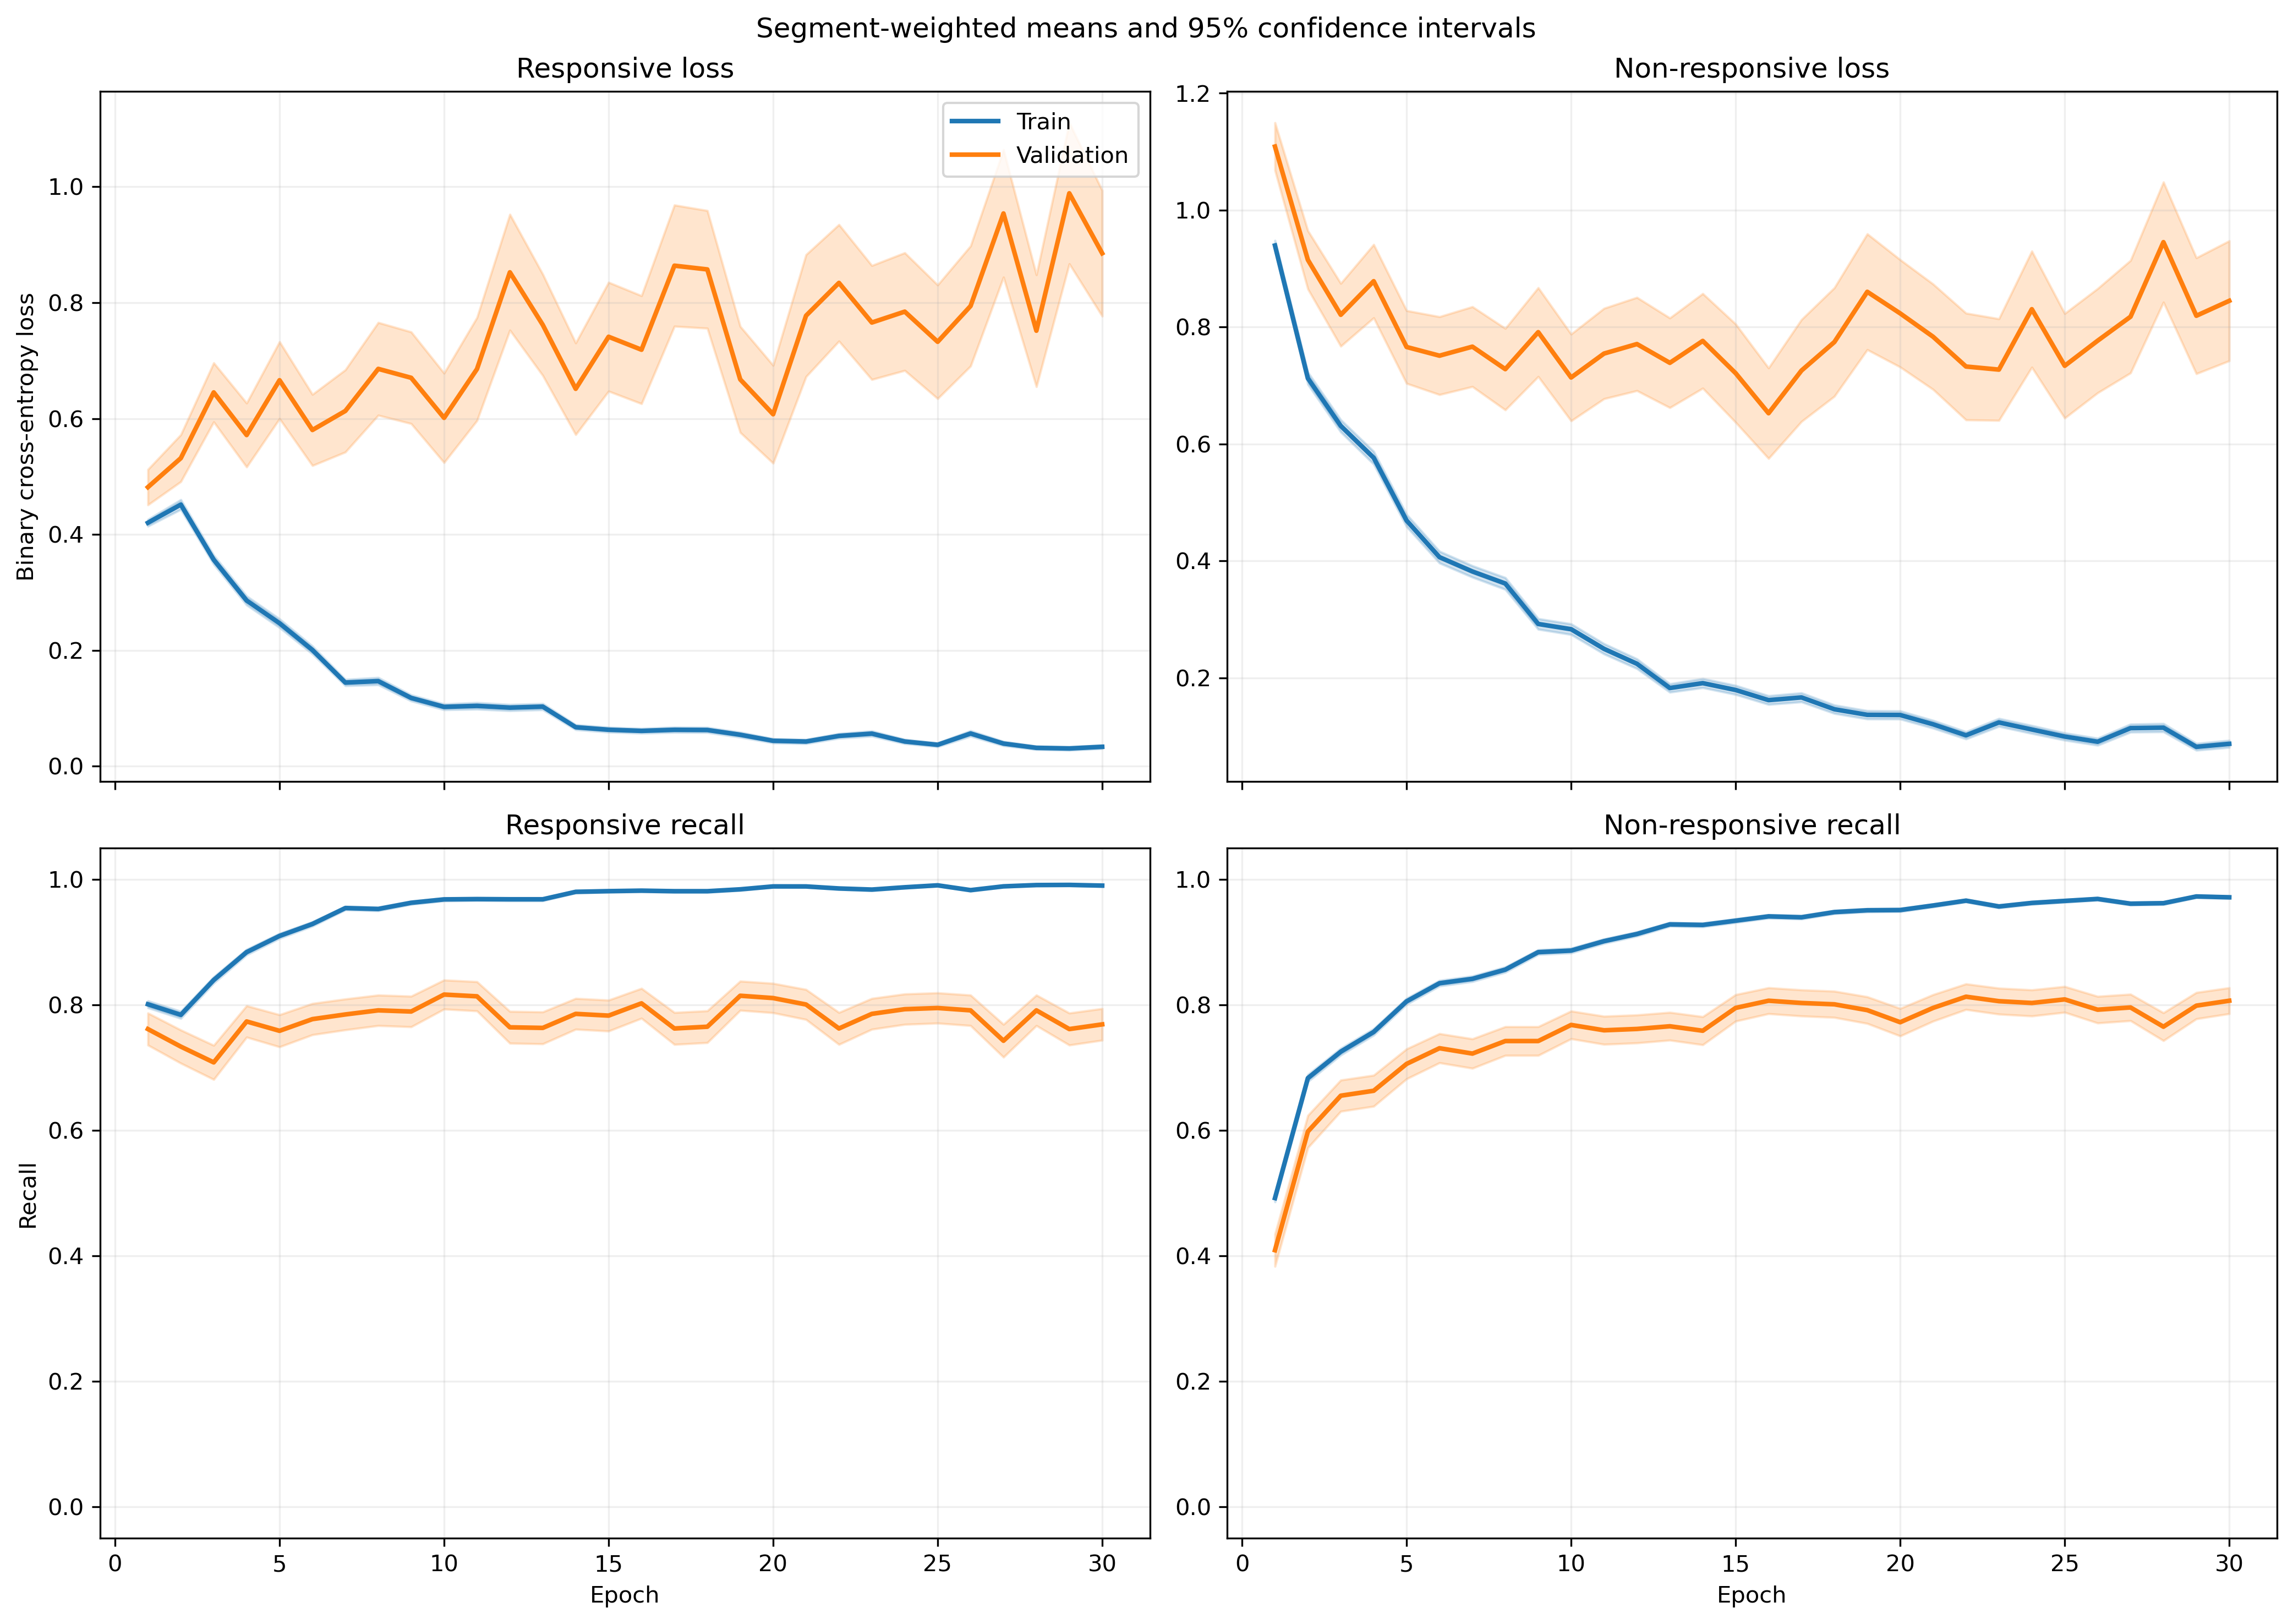 Segment-weighted means and 95% confidence intervals
Responsive loss
Non-responsive loss
Train
Validation
Binary cross-entropy loss
1.0
0.8
0.6
0.4
0.2
0.0
1.2
1.0
0.8
0.6
0.4
0.2
Responsive recall
Non-responsive recall
Recall
1.0
0.8
0.6
0.4
0.2
0.0
1.0
0.8
0.6
0.4
0.2
0.0
0 5 10 15 20 25 30
0 5 10 15 20 25 30
Epoch
Epoch